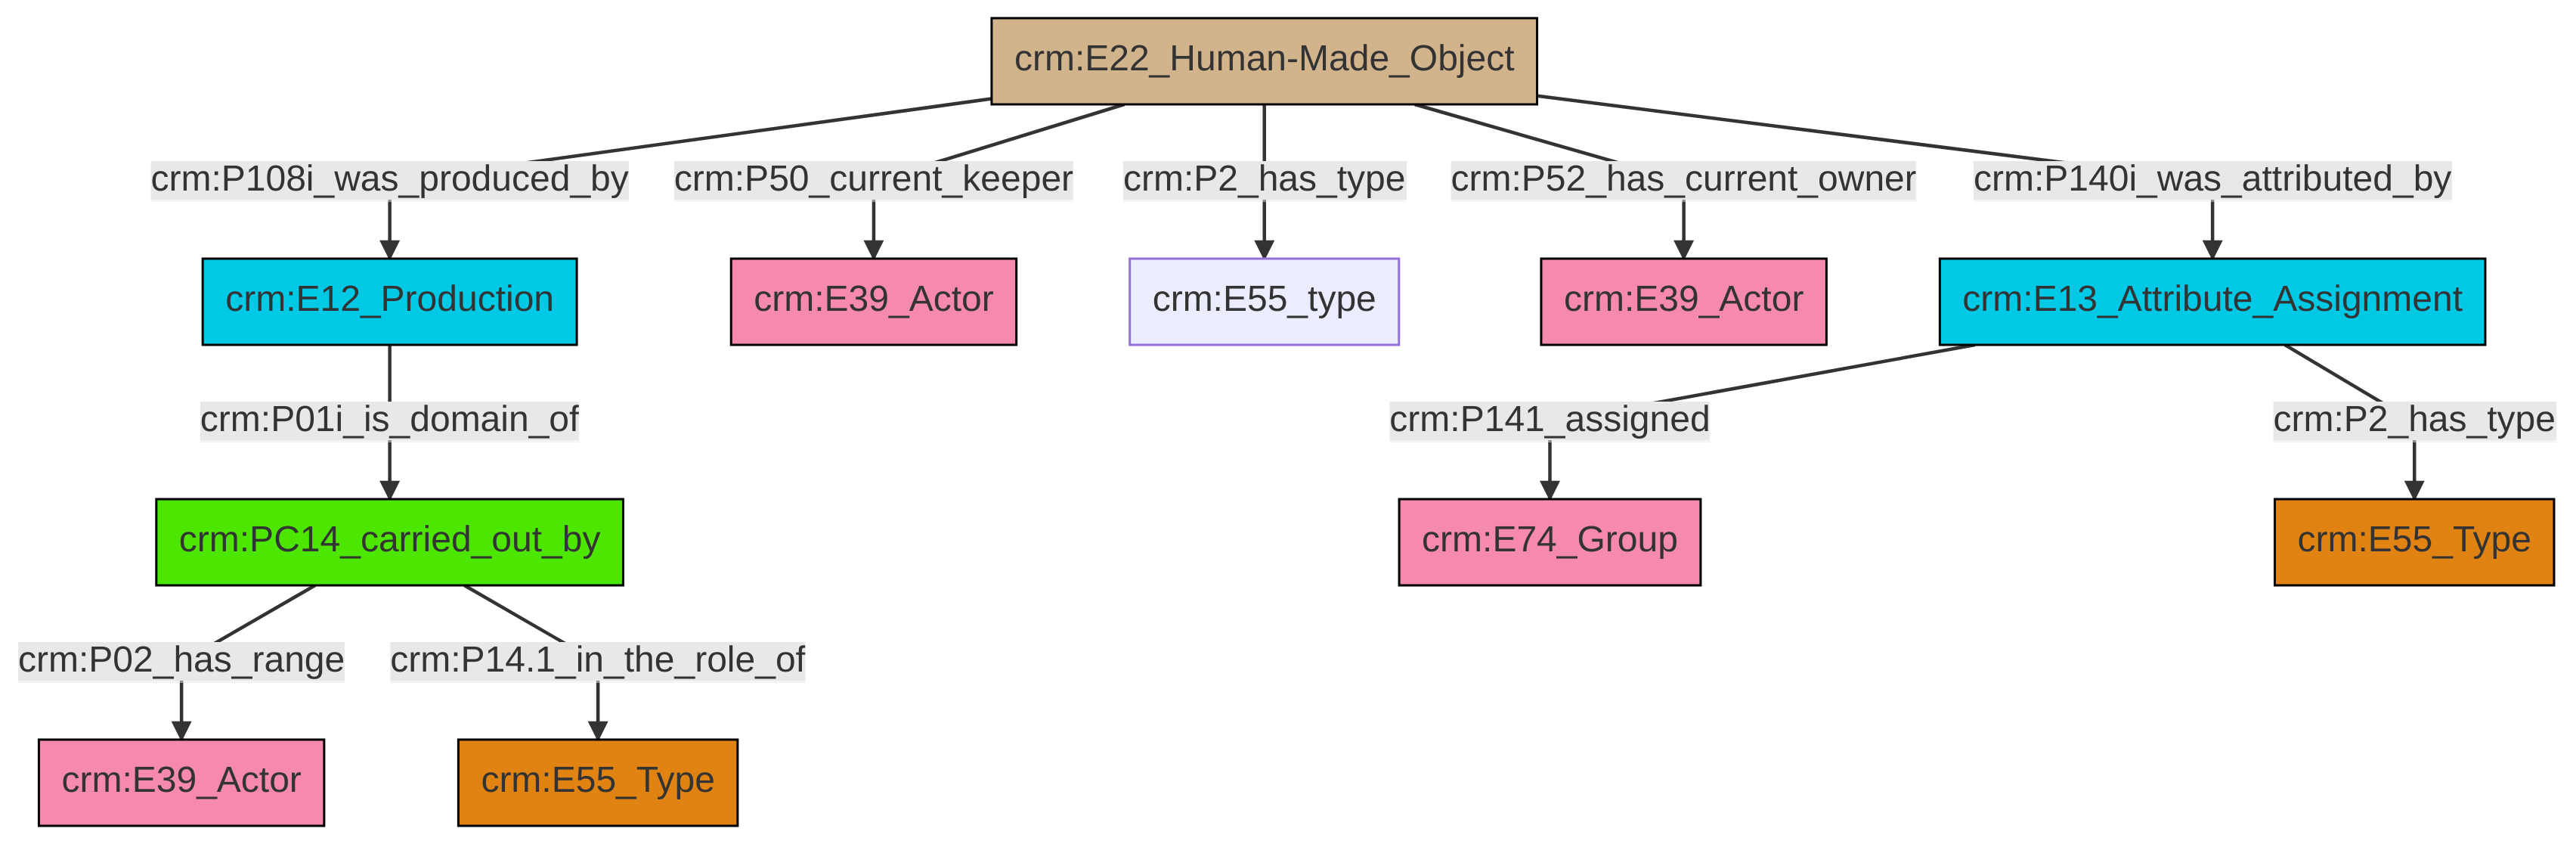 crm:E22_Human-Made_Object
crm:P108i_was_produced_by
crm:P50_current_keeper
crm:P2_has_type
crm:P52_has_current_owner
crm:P140i_was_attributed_by
crm:E12_Production
crm:E39_Actor
crm:E55_type
crm:E39_Actor
crm:E13_Attribute_Assignment
crm:P01i_is_domain_of
crm:P141_assigned
crm:P2_has_type
crm:PC14_carried_out_by
crm:E74_Group
crm:E55_Type
crm:P02_has_range
crm:P14.1_in_the_role_of
crm:E39_Actor
crm:E55_Type